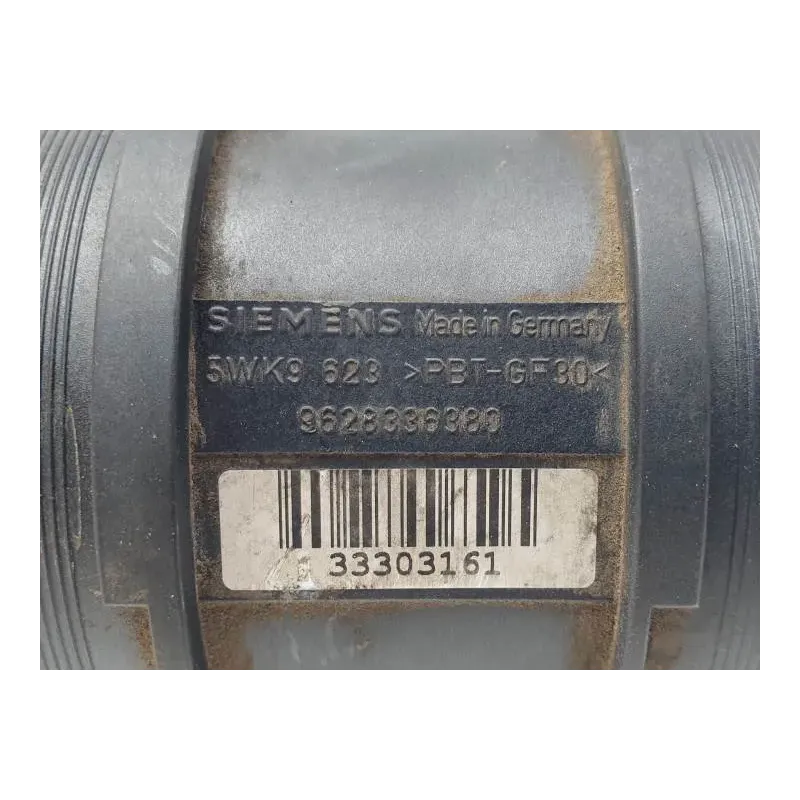 SIEMENS Made in Germany
5WK9 623 >PBT-GF30<
9628336380
33303161